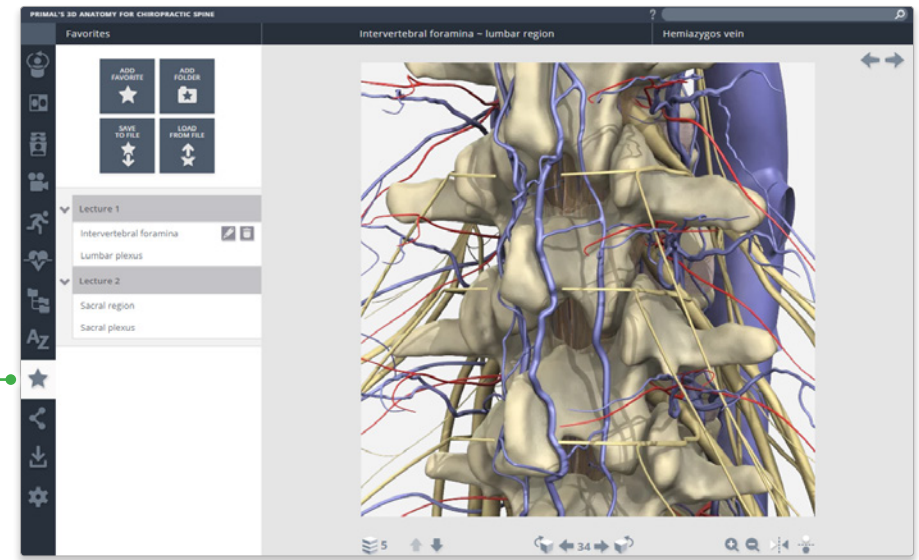 PRIMAL'S 3D ANATOMY FOR CHIROPRACTIC SPINE
?
Favorites
Intervertebral foramina ~ lumbar region
Hemiazygos vein
ADD
FAVORITE
ADD
FOLDER
SAVE
TO FILE
LOAD
FROM FILE
Lecture 1
Intervertebral foramina
Lumbar plexus
Lecture 2
Sacral region
Sacral plexus
AZ
5
34